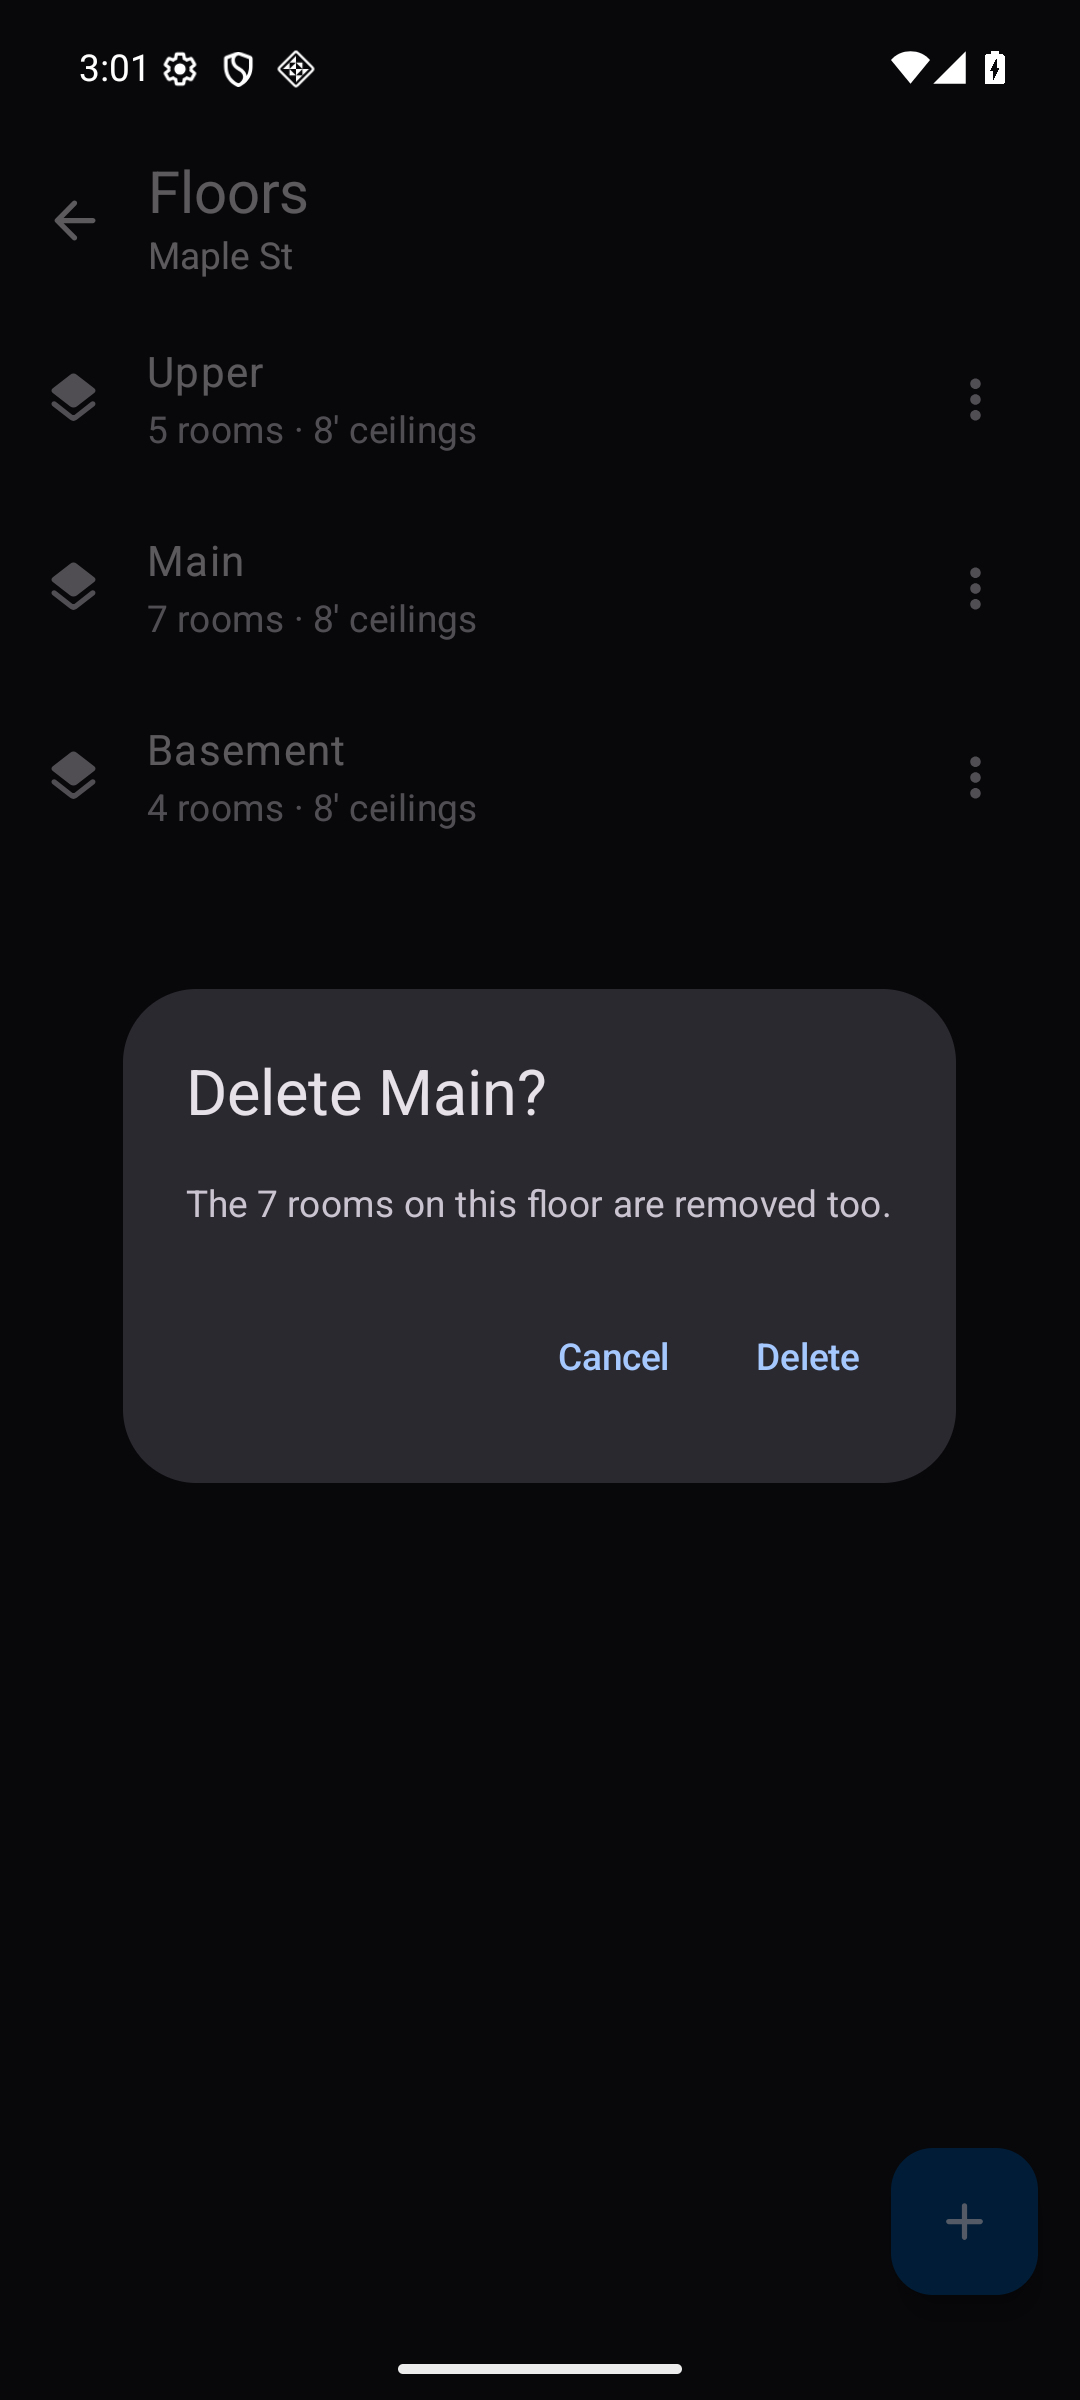 3:01
Floors
Maple St
Upper
5 rooms · 8' ceilings
Main
7 rooms · 8' ceilings
Basement
4 rooms · 8' ceilings
Delete Main?
The 7 rooms on this floor are removed too.
Cancel Delete